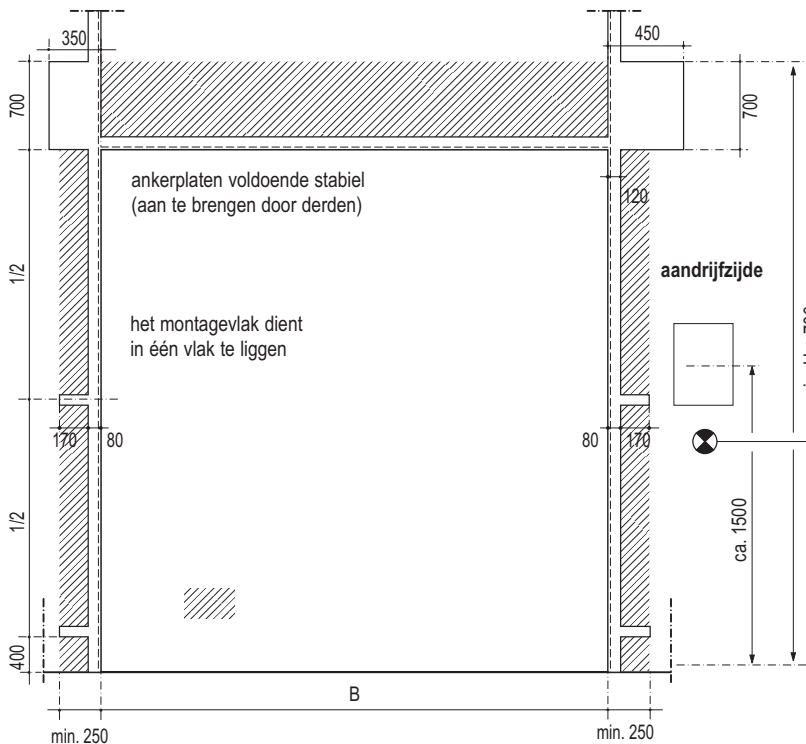 350
450
700
700
ankerplaten voldoende stabiel
(aan te brengen door derden)
120
1/2
aandrijfzijde
het montagevlak dient
in één vlak te liggen
170
80
80
170
1/2
ca. 1500
400
B
min. 250
min. 250